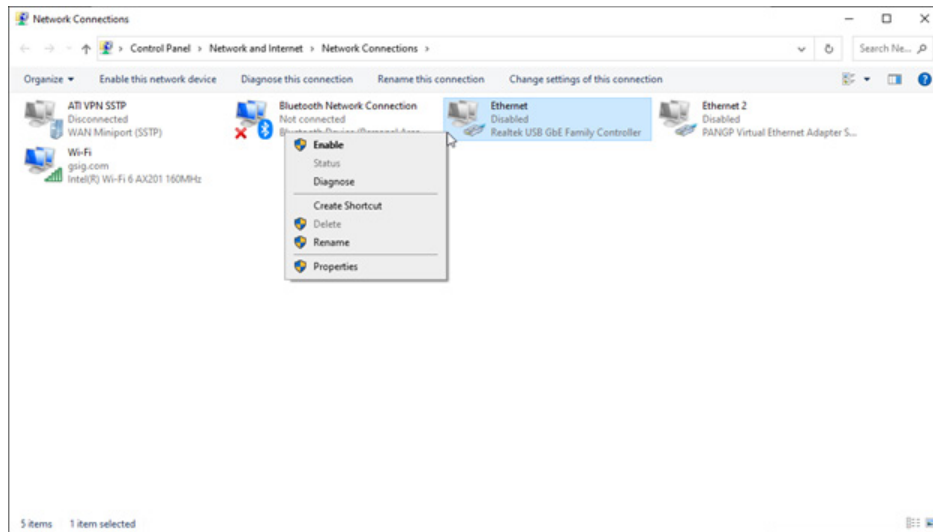 Network Connections
Control Panel > Network and Internet > Network Connections >
Search Ne...
Organize
Enable this network device
Diagnose this connection
Rename this connection
Change settings of this connection
ATI VPN SSTP
Disconnected
WAN Miniport (SSTP)
Bluetooth Network Connection
Not connected
Bluetooth Device (Personal Area
Ethernet
Disabled
Realtek USB GbE Family Controller
Ethernet 2
Disabled
PANGP Virtual Ethernet Adapter S...
Wi-Fi
gsig.com
Intel(R) Wi-Fi 6 AX201 160MHz
Enable
Status
Diagnose
Create Shortcut
Delete
Rename
Properties
5 items
1 item selected